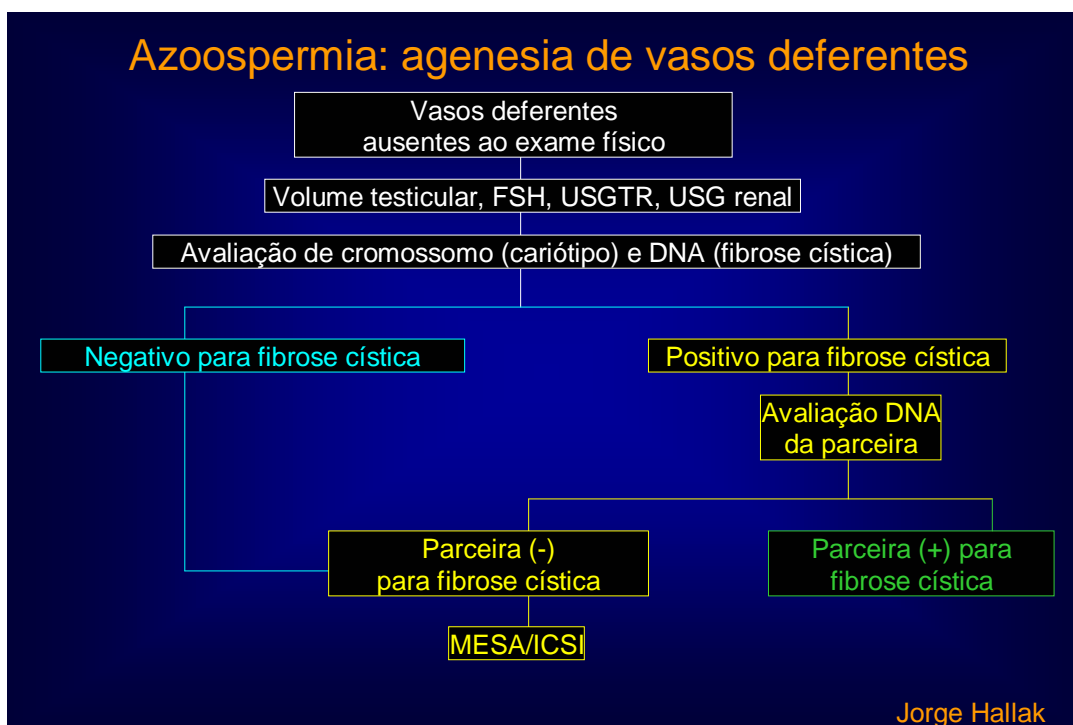 Azoospermia: agenesia de vasos deferentes
Vasos deferentes
ausentes ao exame físico
Volume testicular, FSH, USGTR, USG renal
Avaliação de cromossomo (cariótipo) e DNA (fibrose cística)
Negativo para fibrose cística
Positivo para fibrose cística
Avaliação DNA
da parceira
Parceira (-)
para fibrose cística
Parceira (+) para
fibrose cística
MESA/ICSI
Jorge Hallak